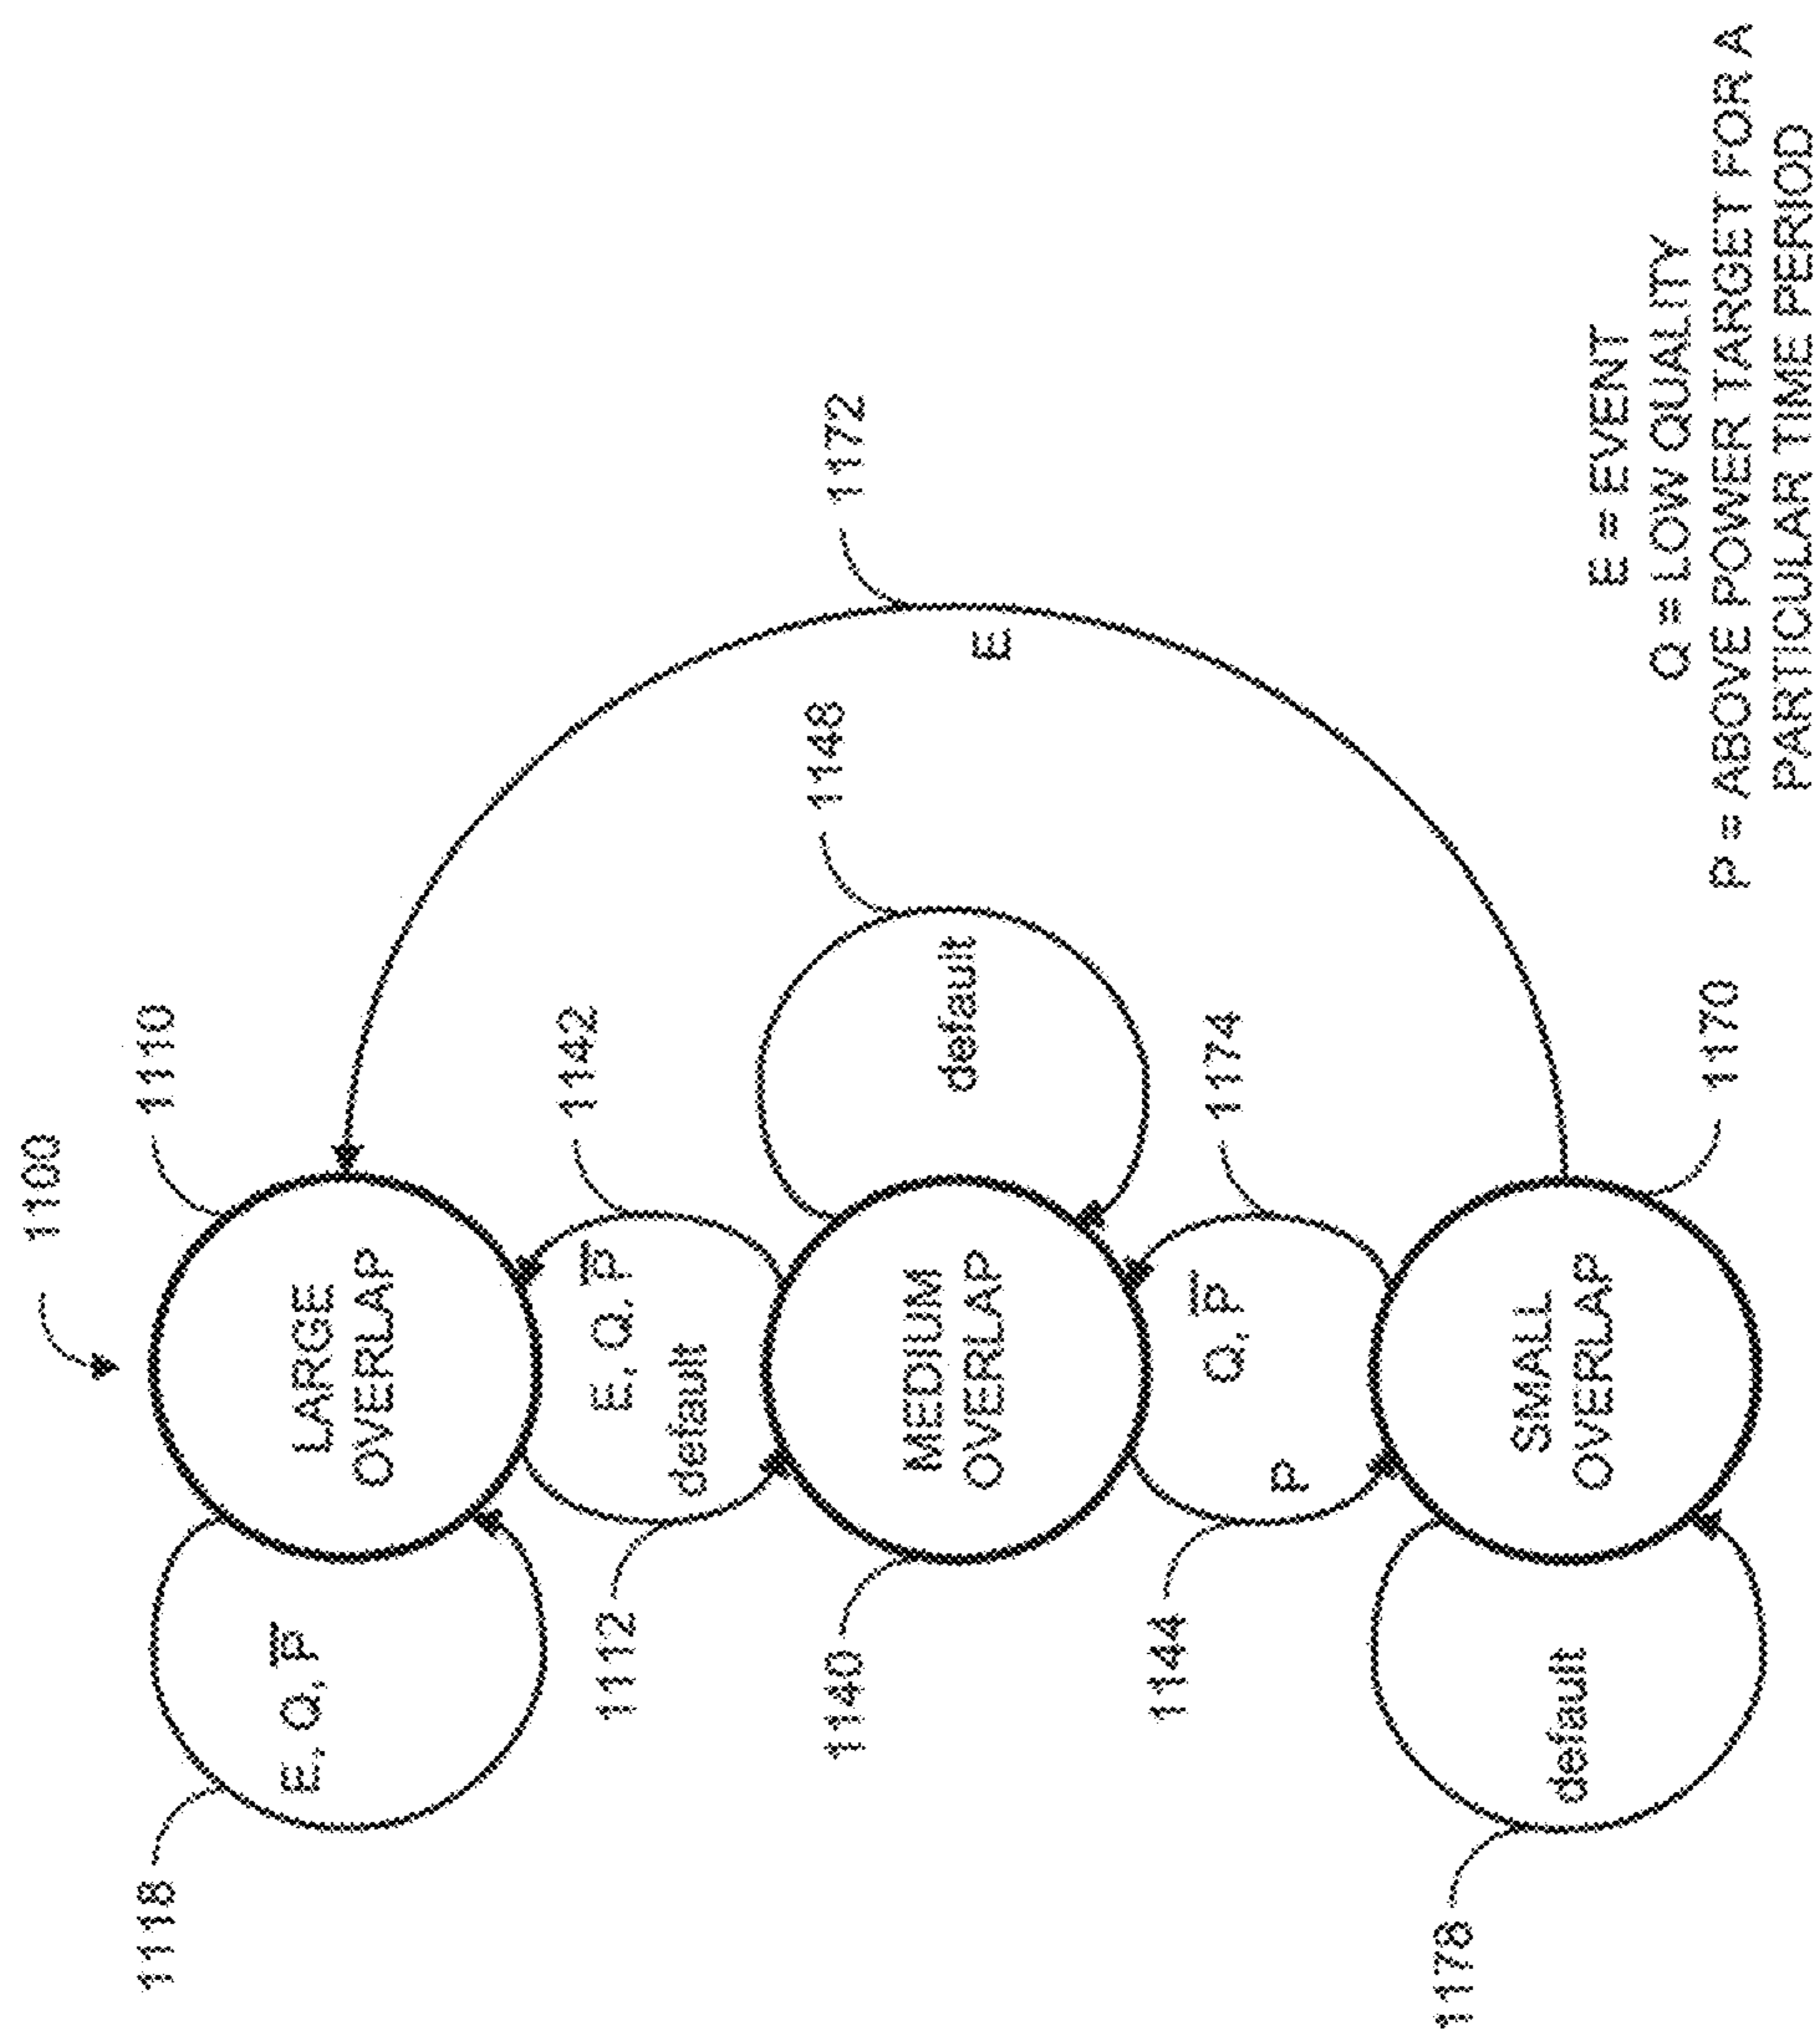 1100
1118
E, Q, P̅
LARGE
OVERLAP
1110
1112
default
E, Q, P̅
1142
1140
MEDIUM
OVERLAP
default
1148
E
1172
1144
P
Q, P̅
1174
1178
default
SMALL
OVERLAP
1170
E = EVENT
Q = LOW QUALITY
P = ABOVE POWER TARGET FOR A
PARTICULAR TIME PERIOD